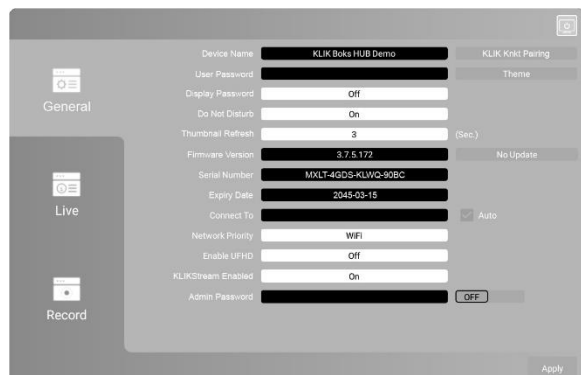 Device Name KLIK Boks HUB Demo KLIK Knkt Pairing
User Password Theme
Display Password Off
General
Do Not Disturb On
Thumbnail Refresh 3 (Sec.)
Firmware Version 3.7.5.172 No Update
Serial Number MXLT-4GDS-KLWQ-90BC
Expiry Date 2045-03-15
Live
Connect To Auto
Network Priority WiFi
Enable UFHD Off
KLIKStream Enabled On
Admin Password OFF
Record
Apply